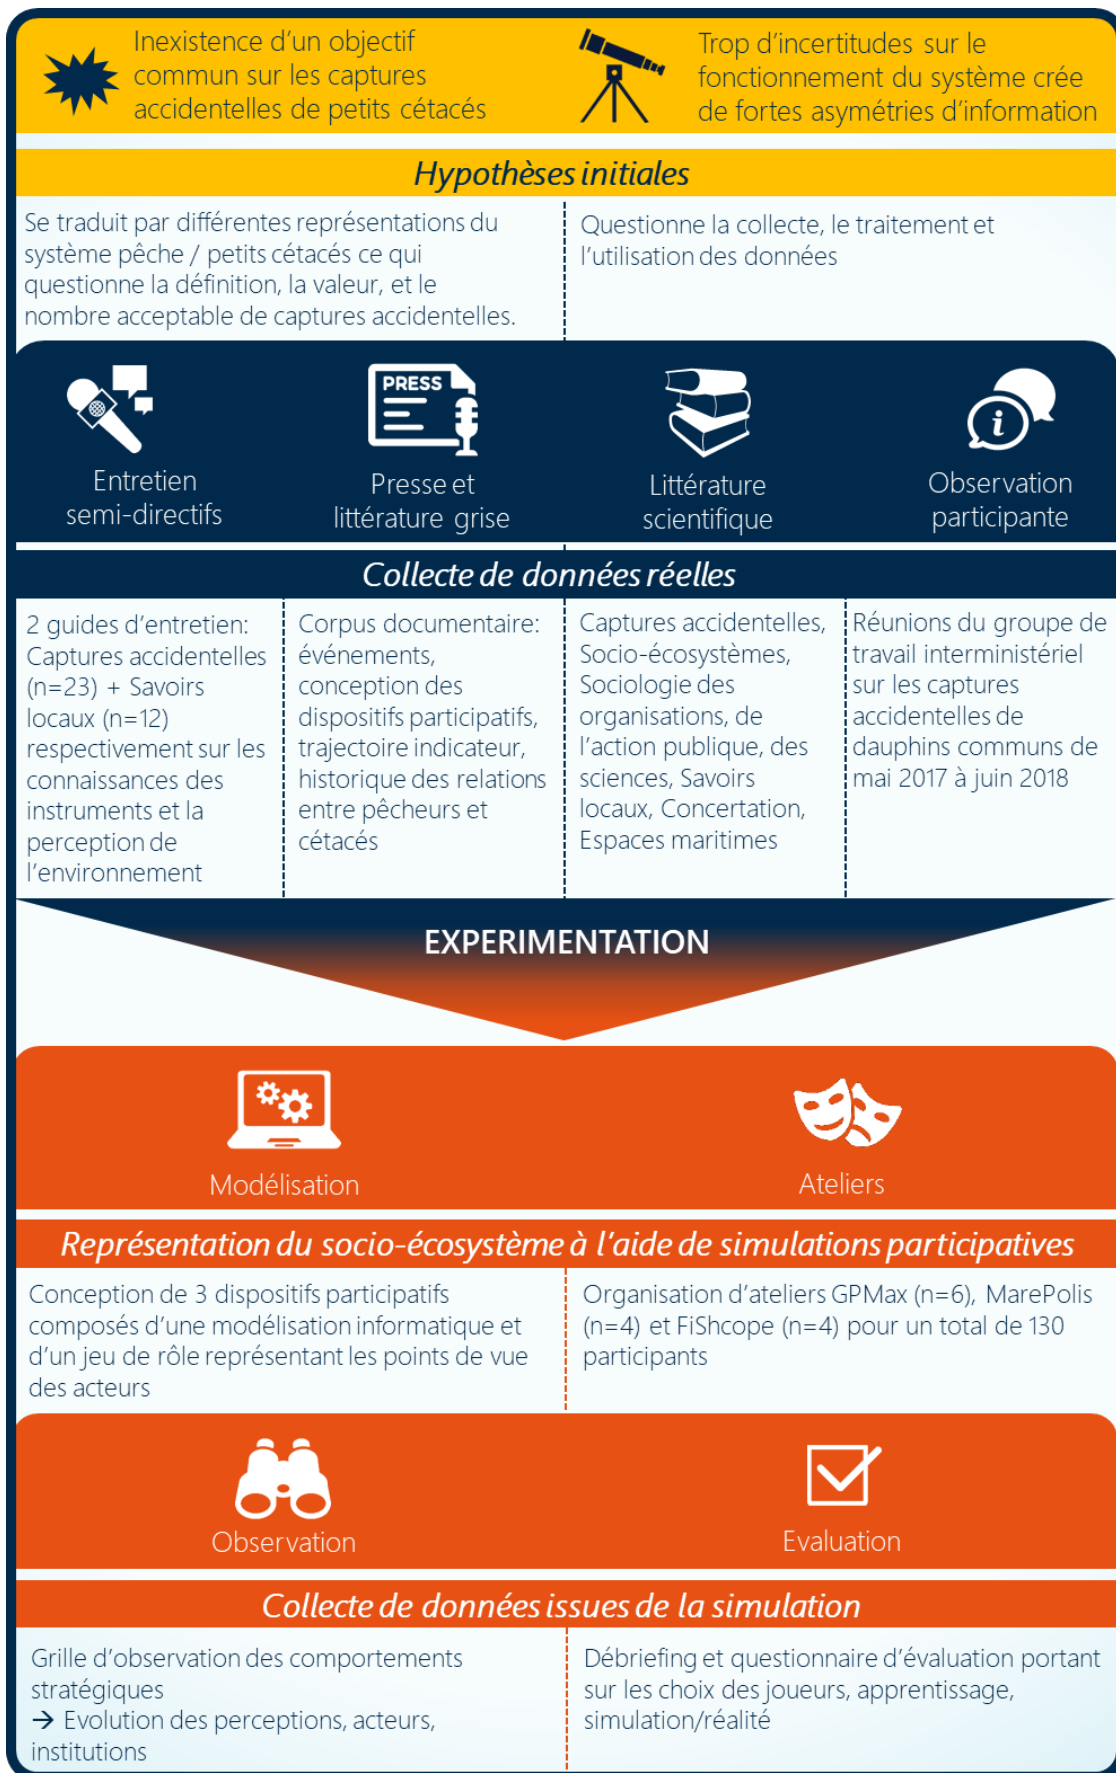 Inexistence d'un objectif
commun sur les captures
accidentelles de petits cétacés
Trop d'incertitudes sur le
fonctionnement du système crée
de fortes asymétries d'information
Hypothèses initiales
Se traduit par différentes représentations du
système pêche / petits cétacés ce qui
questionne la définition, la valeur, et le
nombre acceptable de captures accidentelles.
Questionne la collecte, le traitement et
l'utilisation des données
Entretien
semi-directifs
PRESS
Presse et
littérature grise
Littérature
scientifique
i
Observation
participante
Collecte de données réelles
2 guides d'entretien:
Captures accidentelles
(n=23) + Savoirs
locaux (n=12)
respectivement sur les
connaissances des
instruments et la
perception de
l'environnement
Corpus documentaire:
événements,
conception des
dispositifs participatifs,
trajectoire indicateur,
historique des relations
entre pêcheurs et
cétacés
Captures accidentelles,
Socio-écosystèmes,
Sociologie des
organisations, de
l'action publique, des
sciences, Savoirs
locaux, Concertation,
Espaces maritimes
Réunions du groupe de
travail interministériel
sur les captures
accidentelles de
dauphins communs de
mai 2017 à juin 2018
EXPERIMENTATION
Modélisation
Ateliers
Représentation du socio-écosystème à l'aide de simulations participatives
Conception de 3 dispositifs participatifs
composés d'une modélisation informatique et
d'un jeu de rôle représentant les points de vue
des acteurs
Organisation d'ateliers GPMax (n=6), MarePolis
(n=4) et FiShcope (n=4) pour un total de 130
participants
Observation
Evaluation
Collecte de données issues de la simulation
Grille d'observation des comportements
stratégiques
→ Evolution des perceptions, acteurs,
institutions
Débriefing et questionnaire d'évaluation portant
sur les choix des joueurs, apprentissage,
simulation/réalité